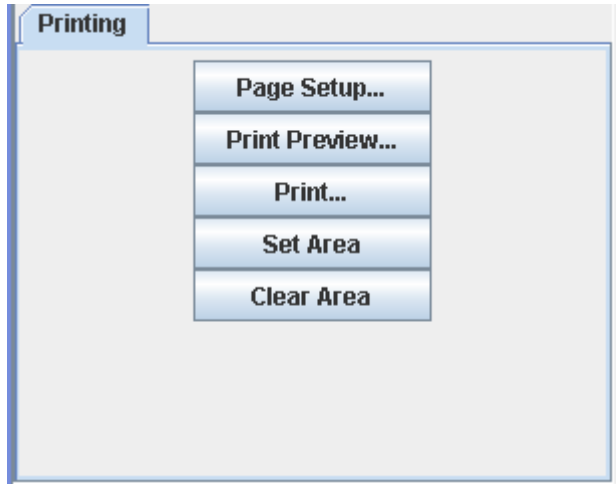 Printing
Page Setup...
Print Preview...
Print...
Set Area
Clear Area